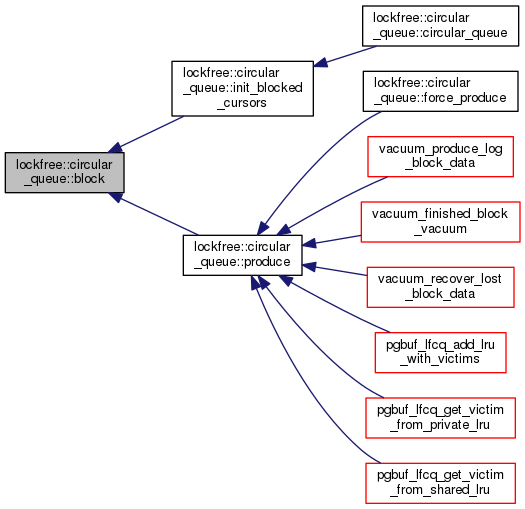 lockfree::circular
_queue::block
lockfree::circular
_queue::init_blocked
_cursors
lockfree::circular
_queue::circular_queue
lockfree::circular
_queue::produce
lockfree::circular
_queue::force_produce
vacuum_produce_log
_block_data
vacuum_finished_block
_vacuum
vacuum_recover_lost
_block_data
pgbuf_lfcq_add_lru
_with_victims
pgbuf_lfcq_get_victim
_from_private_lru
pgbuf_lfcq_get_victim
_from_shared_lru